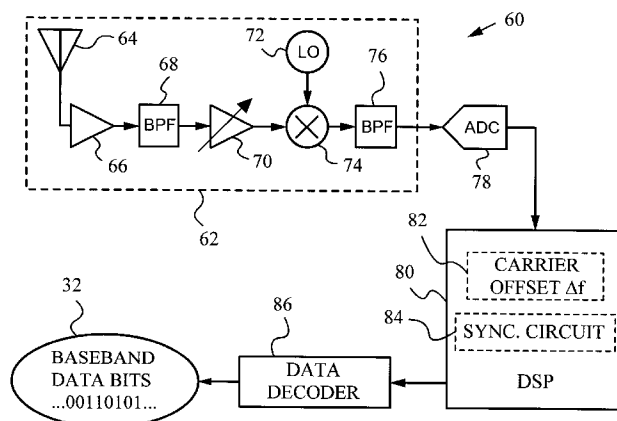 60
64
72
LO
68
76
BPF
BPF
ADC
66
70
74
78
62
82
CARRIER
OFFSET Δf
80
84
SYNC. CIRCUIT
DSP
32
BASEBAND
DATA BITS
...00110101...
86
DATA
DECODER